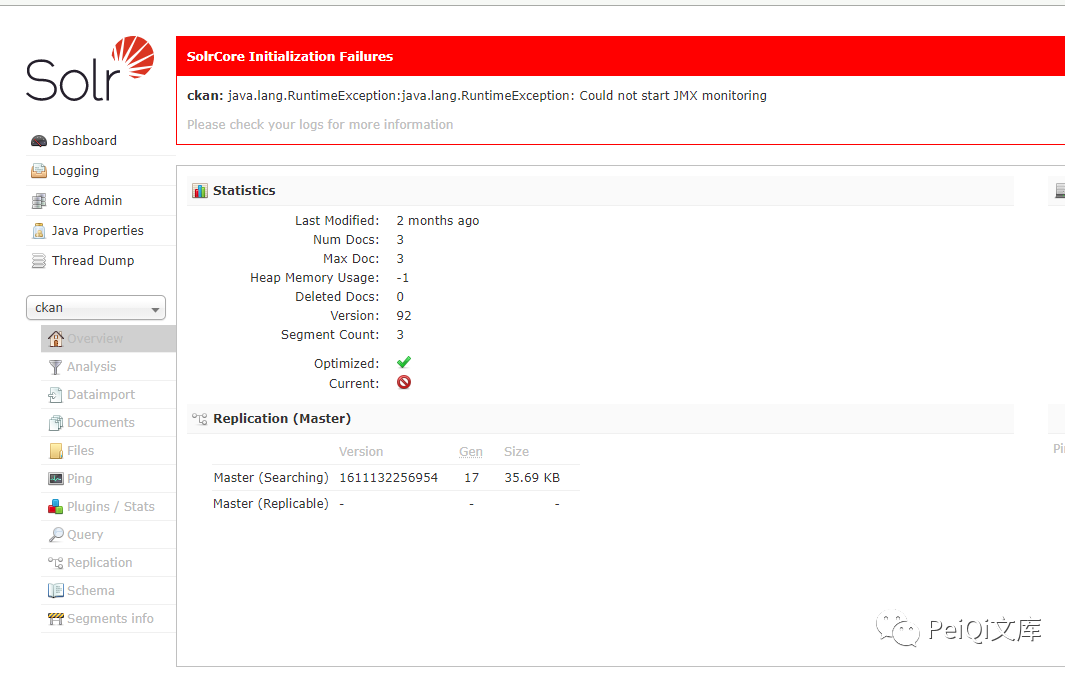 Solr
SolrCore Initialization Failures
ckan: java.lang.RuntimeException:java.lang.RuntimeException: Could not start JMX monitoring
Please check your logs for more information
Dashboard
Logging
Core Admin
Java Properties
Thread Dump
ckan
Overview
Analysis
Dataimport
Documents
Files
Ping
Plugins / Stats
Query
Replication
Schema
Segments info
Statistics
Last Modified: 2 months ago
Num Docs: 3
Max Doc: 3
Heap Memory Usage: -1
Deleted Docs: 0
Version: 92
Segment Count: 3
Optimized:
Current:
Replication (Master)
Version Gen Size
Master (Searching) 1611132256954 17 35.69 KB
Master (Replicable) - - -
Pi
PeiQi文库